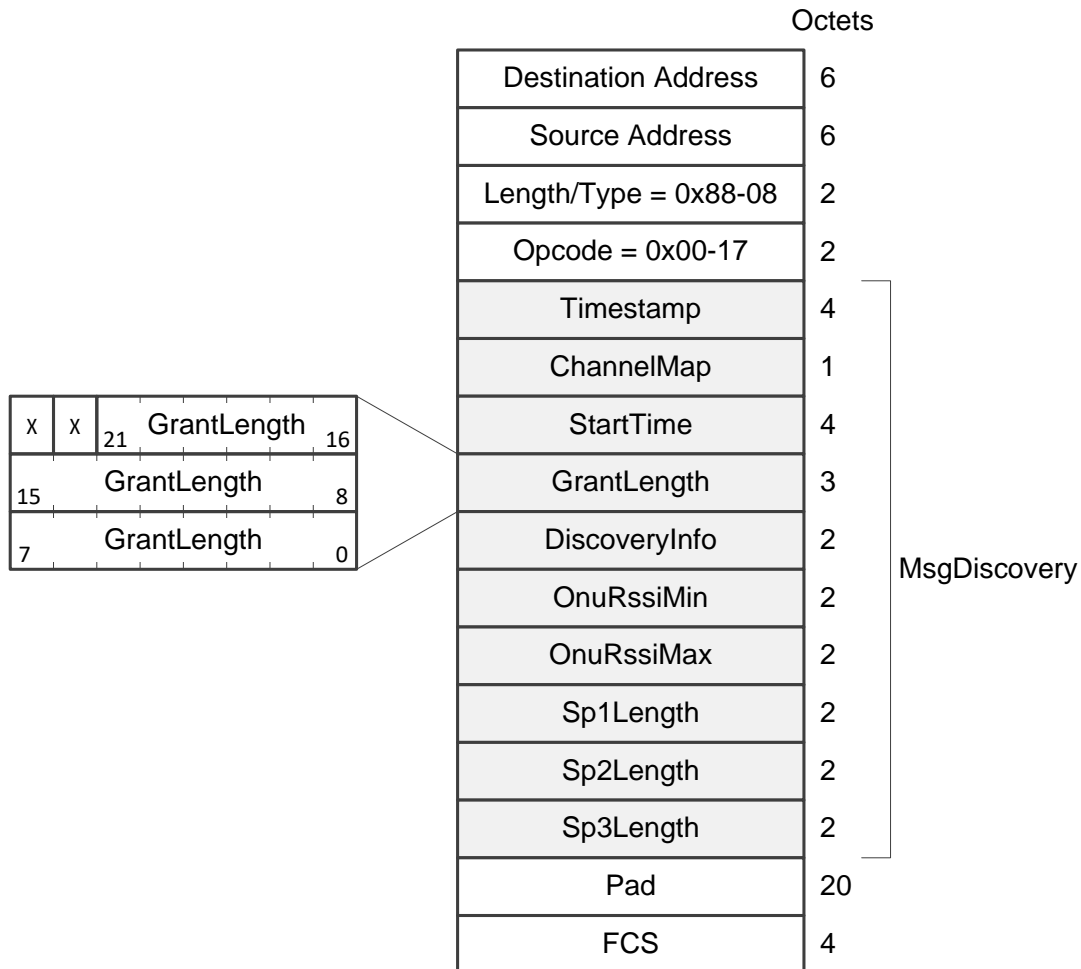 Octets
Destination Address 6
Source Address 6
Length/Type = 0x88-08 2
Opcode = 0x00-17 2
Timestamp 4
ChannelMap 1
x x 21 GrantLength 16
StartTime 4
15 GrantLength 8
GrantLength 3
7 GrantLength 0
DiscoveryInfo 2
MsgDiscovery
OnuRssiMin 2
OnuRssiMax 2
Sp1Length 2
Sp2Length 2
Sp3Length 2
Pad 20
FCS 4